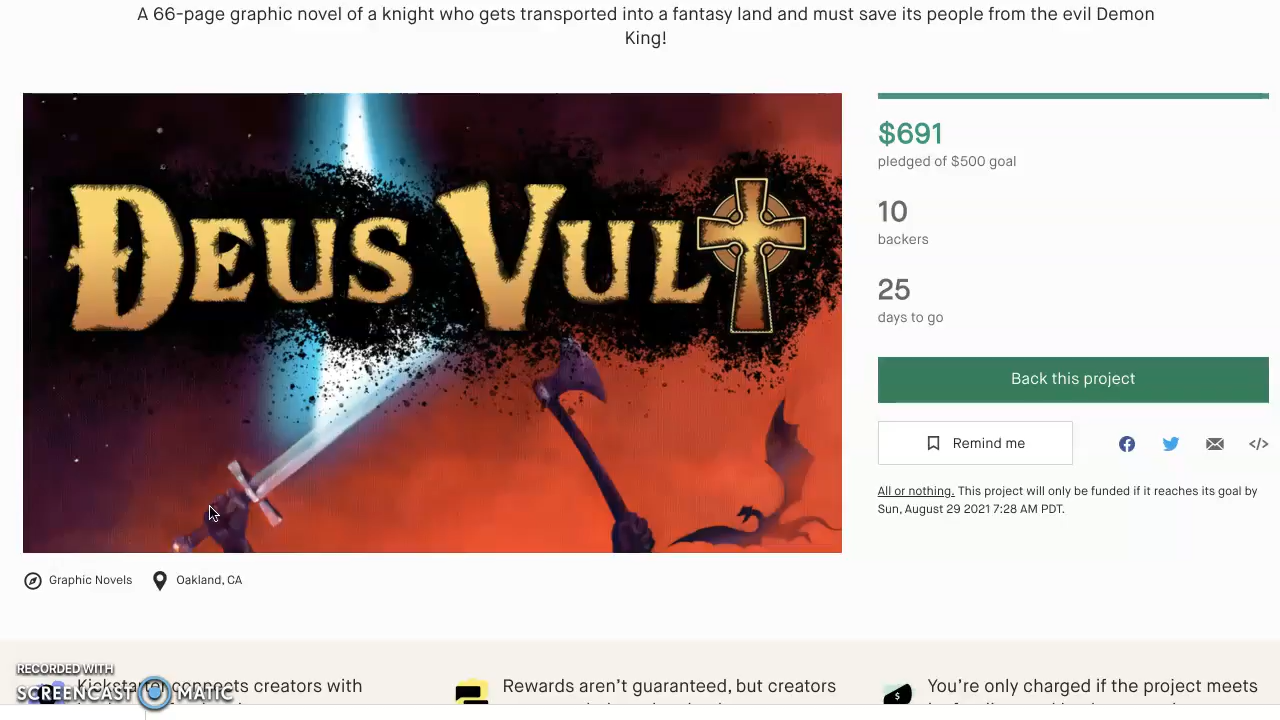 A 66-page graphic novel of a knight who gets transported into a fantasy land and must save its people from the evil Demon
King!
DEUS VULT
$691
pledged of $500 goal
10
backers
25
days to go
Back this project
Remind me
All or nothing. This project will only be funded if it reaches its goal by
Sun, August 29 2021 7:28 AM PDT.
Graphic Novels
Oakland, CA
RECORDED WITH
SCREENCAST MATIC
Kickstarter connects creators with
Rewards aren't guaranteed, but creators
$
You're only charged if the project meets